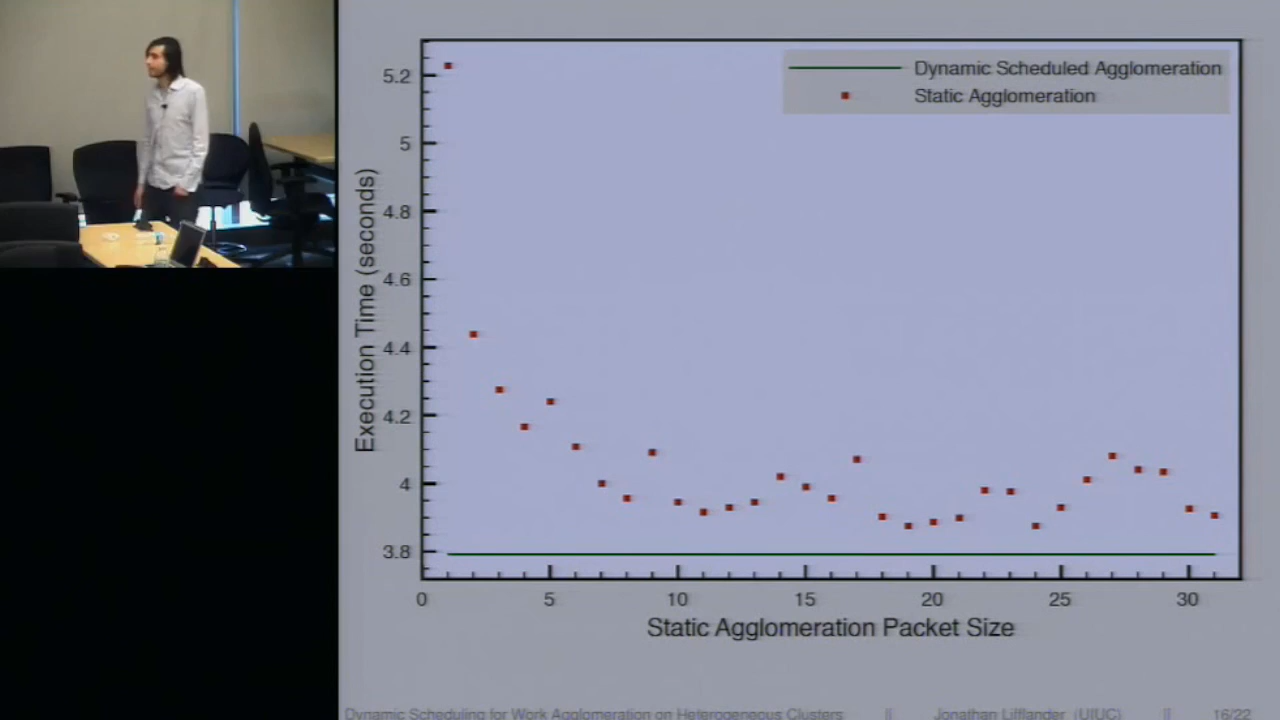 Dynamic Scheduled Agglomeration
Static Agglomeration
Execution Time (seconds)
5.2
5
4.8
4.6
4.4
4.2
4
3.8
0 5 10 15 20 25 30
Static Agglomeration Packet Size
Dynamic Scheduling for Work Agglomeration on Heterogeneous Clusters || Jonathan Lifflander (UIUC) || 16/22